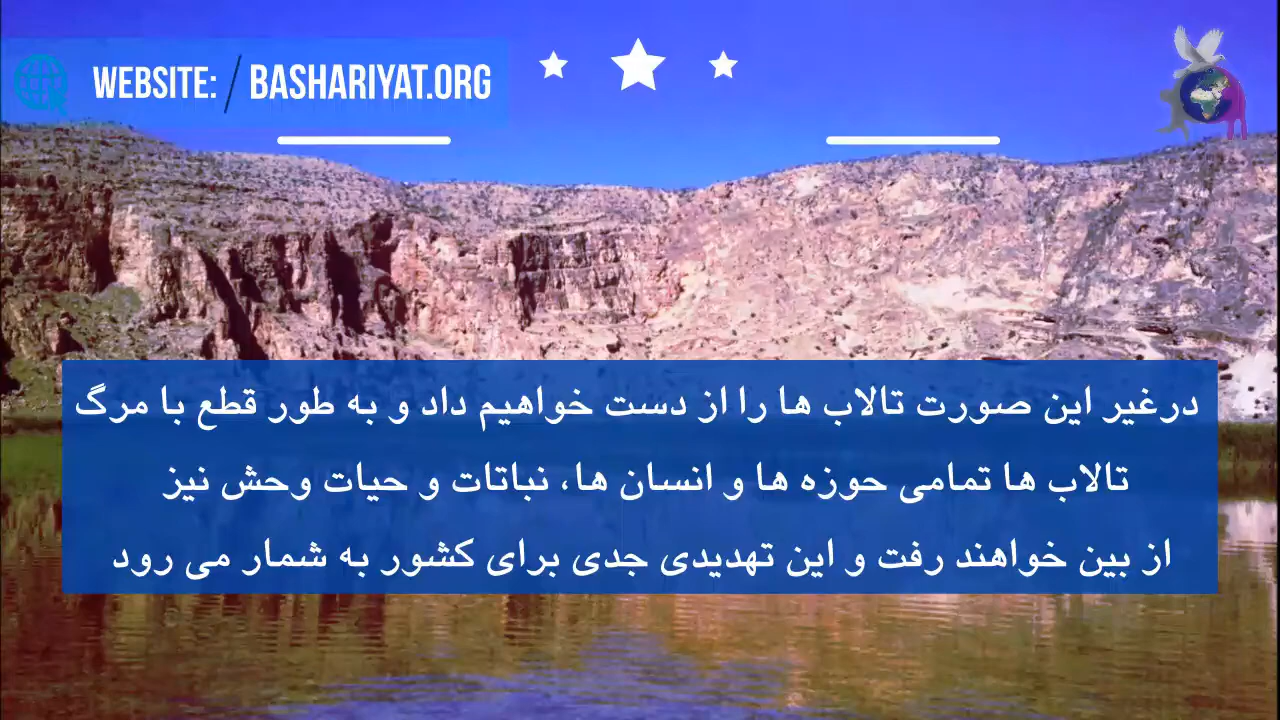 WEBSITE: / BASHARIYAT.ORG
درغیر این صورت تالاب ها را از دست خواهیم داد و به طور قطع با مرگ
تالاب ها تمامی حوزه ها و انسان ها، نباتات و حیات وحش نیز
از بین خواهند رفت و این تهدیدی جدی برای کشور به شمار می رود